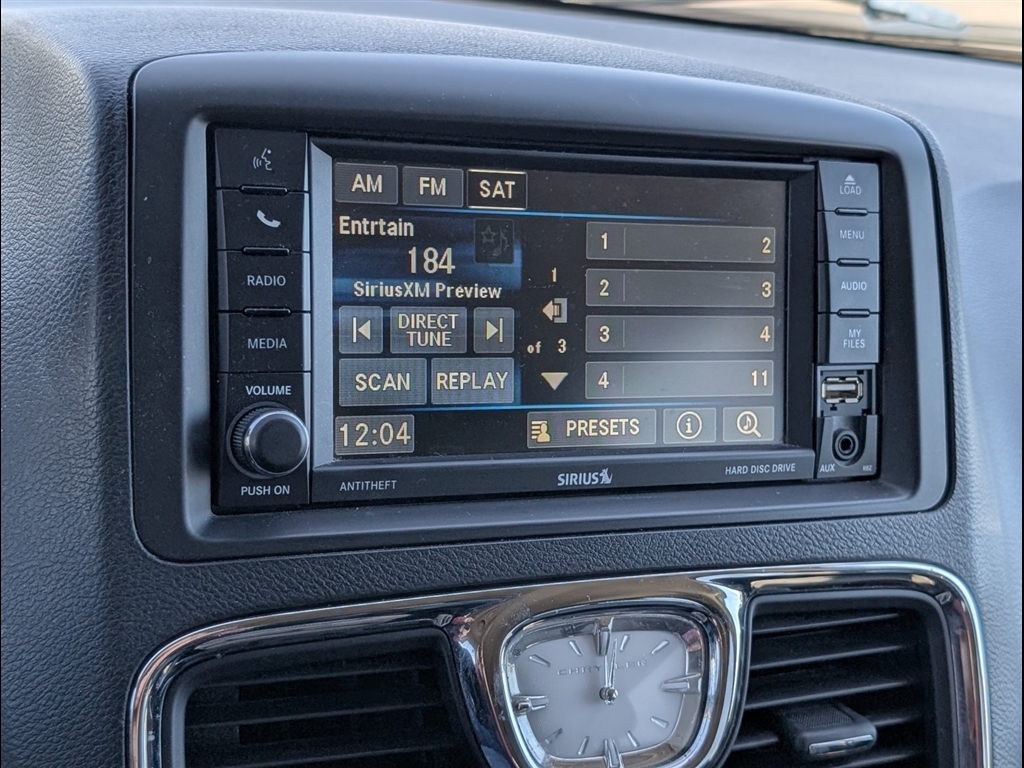 AM FM SAT
Entrtain
184
SiriusXM Preview
DIRECT
TUNE
SCAN REPLAY
12:04
1
of 3
1 2
2 3
3 4
4 11
PRESETS
RADIO
MEDIA
VOLUME
PUSH ON
LOAD
MENU
AUDIO
MY
FILES
AUX
ANTITHEFT
SIRIUS
HARD DISC DRIVE
CHRYSLER